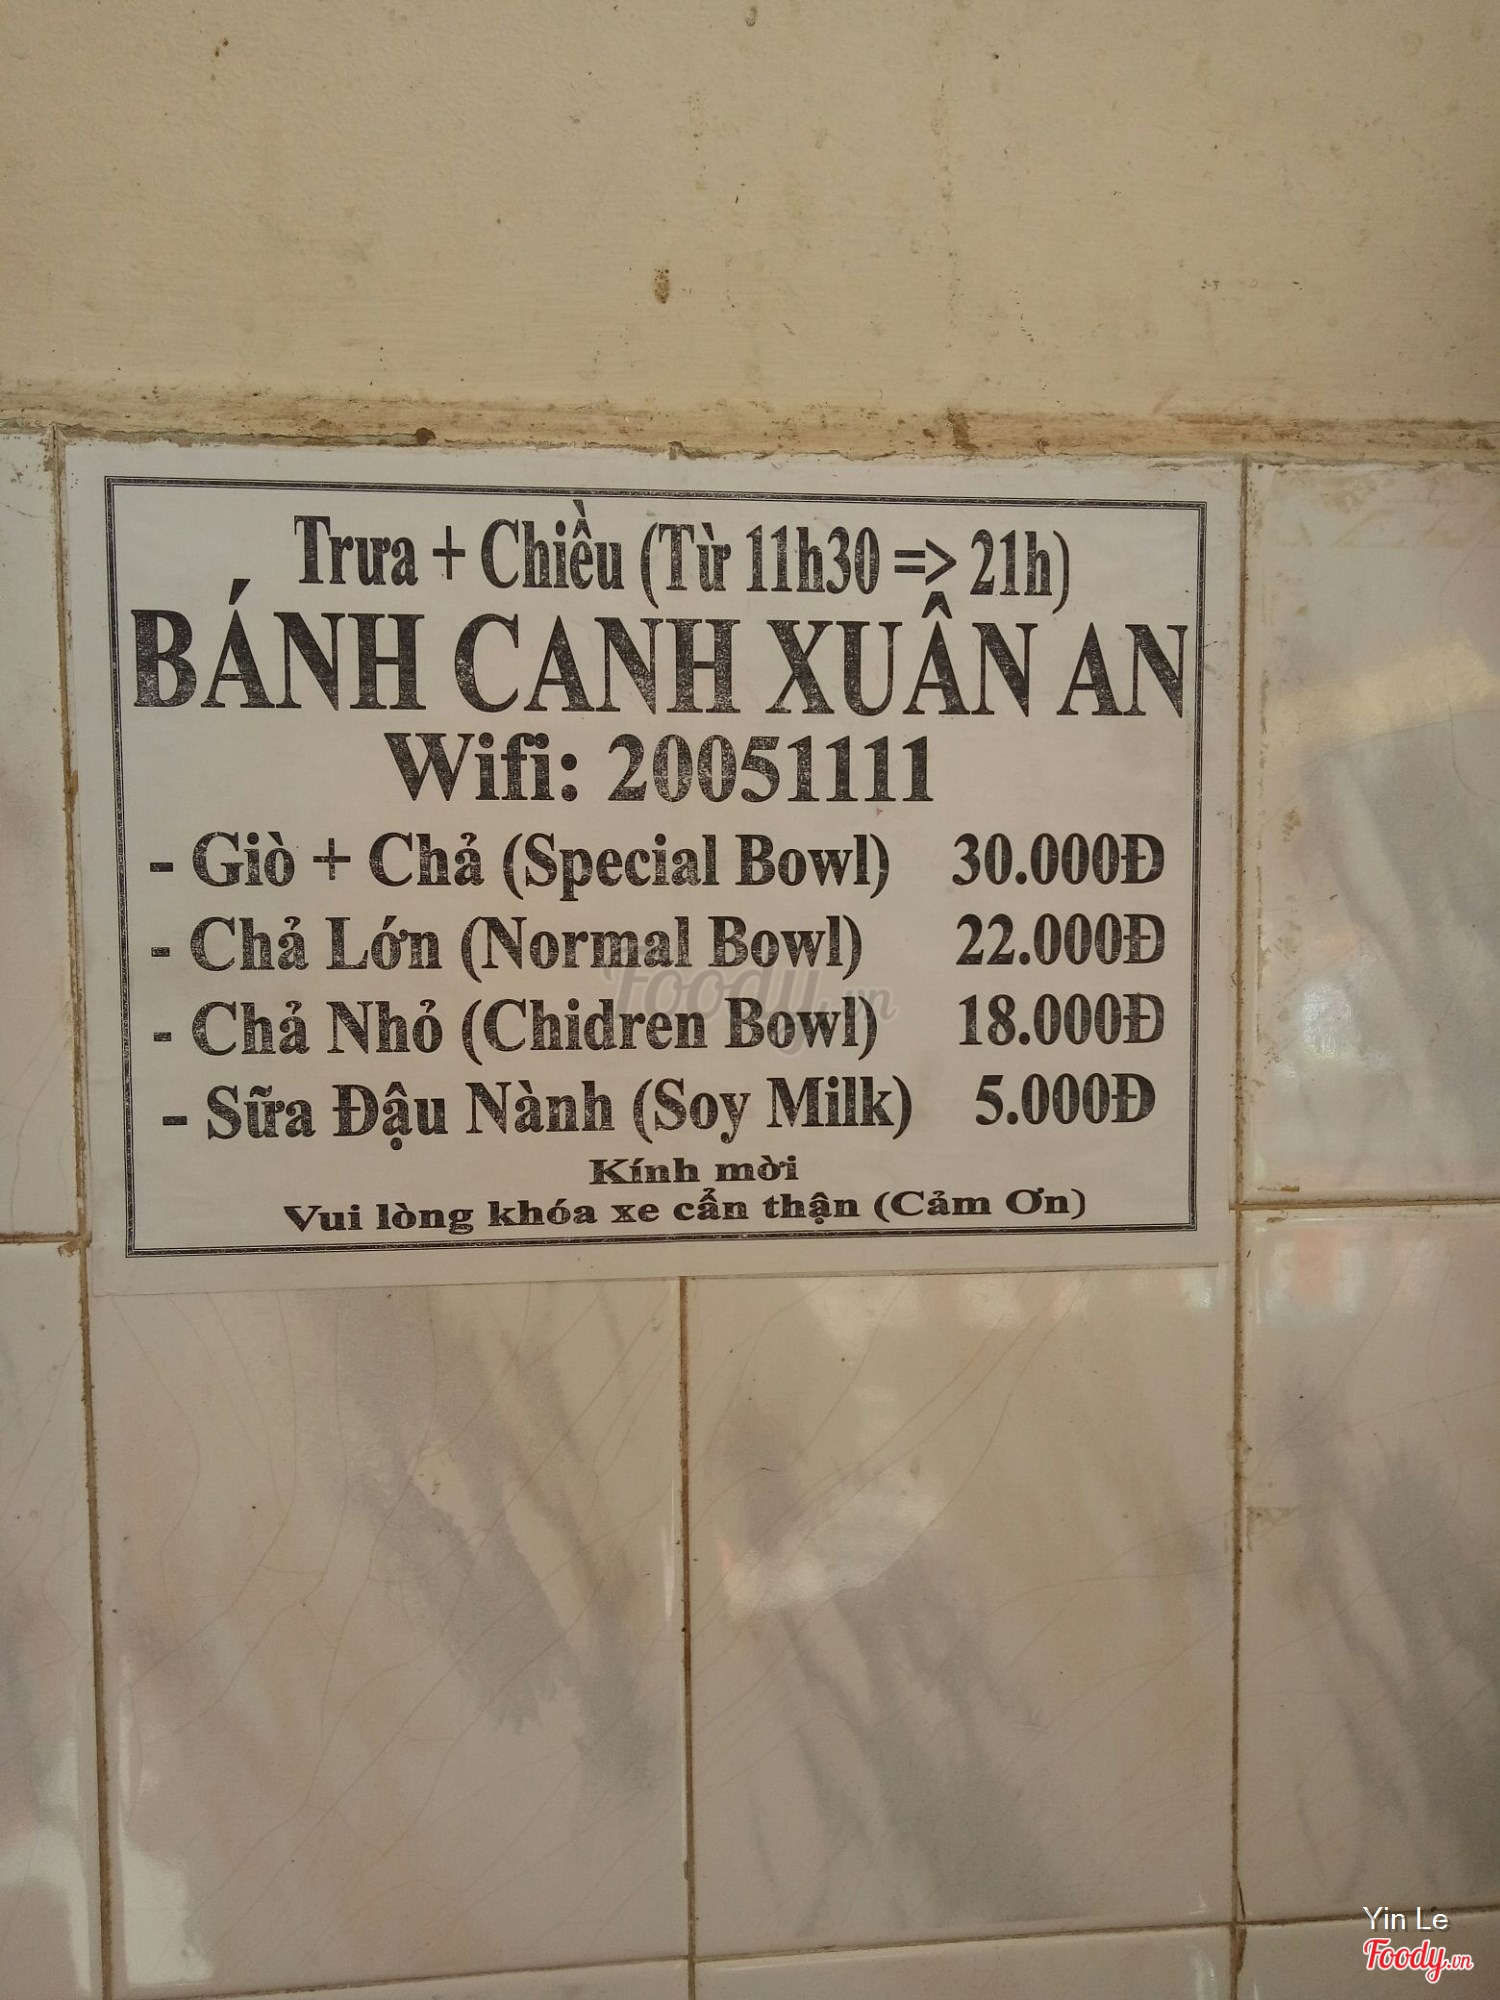 Trưa + Chiều (Từ 11h30 => 21h)
BÁNH CANH XUÂN AN
Wifi: 20051111
- Giò + Chả (Special Bowl) 30.000Đ
- Chả Lớn (Normal Bowl) 22.000Đ
- Chả Nhỏ (Chidren Bowl) 18.000Đ
- Sữa Đậu Nành (Soy Milk) 5.000Đ
Kính mời
Vui lòng khóa xe cẩn thận (Cảm Ơn)
Foody.vn
Yin Le
Foody.vn